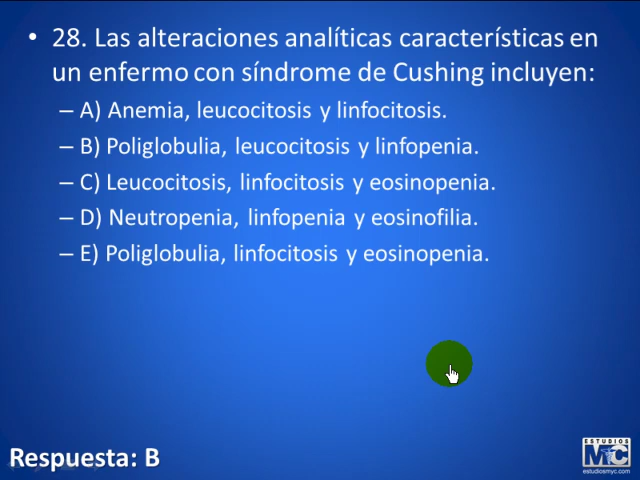 • 28. Las alteraciones analíticas características en
un enfermo con síndrome de Cushing incluyen:
– A) Anemia, leucocitosis y linfocitosis.
– B) Poliglobulia, leucocitosis y linfopenia.
– C) Leucocitosis, linfocitosis y eosinopenia.
– D) Neutropenia, linfopenia y eosinofilia.
– E) Poliglobulia, linfocitosis y eosinopenia.
Respuesta: B
ESTUDIOS
MyC
estudiosmyc.com